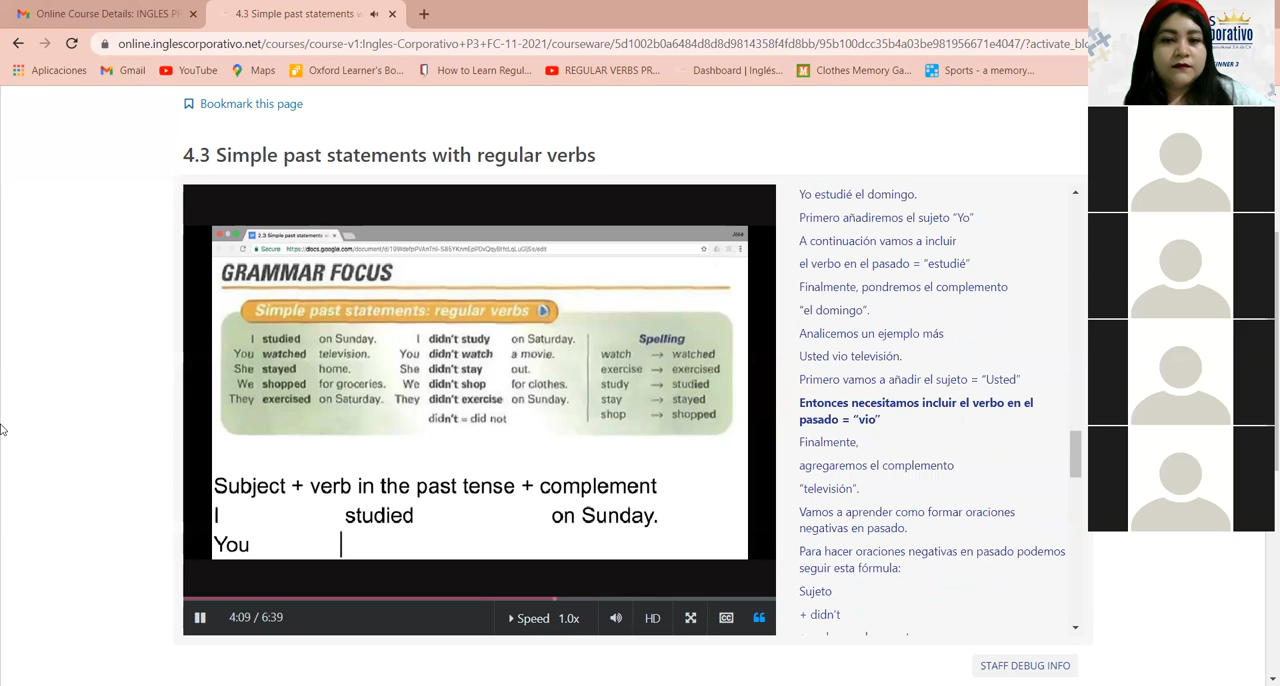 Online Course Details: INGLES PR
4.3 Simple past statements w
online.inglescorporativo.net/courses/course-v1:Ingles-Corporativo+P3+FC-11-2021/courseware/5d1002b0a6484d8d8d9814358f4fd8bb/95b100dcc35b4a03be981956671e4047/?activate_blo
Aplicaciones
Gmail
YouTube
Maps
Oxford Learner's Bo...
How to Learn Regul...
REGULAR VERBS PR...
Dashboard | Inglés...
Clothes Memory Ga...
Sports - a memory...
Bookmark this page
4.3 Simple past statements with regular verbs
2.3 Simple past statements
Secure
GRAMMAR FOCUS
Simple past statements: regular verbs
I studied on Sunday. I didn't study on Saturday. Spelling
You watched television. You didn't watch a movie. watch → watched
She stayed home. She didn't stay out. exercise → exercised
We shopped for groceries. We didn't shop for clothes. study → studied
They exercised on Saturday. They didn't exercise on Sunday. stay → stayed
didn't = did not shop → shopped
Subject + verb in the past tense + complement
I studied on Sunday.
You
4:09 / 6:39
Speed 1.0x
HD
Yo estudié el domingo.
Primero añadiremos el sujeto “Yo”
A continuación vamos a incluir
el verbo en el pasado = “estudié”
Finalmente, pondremos el complemento
“el domingo”.
Analicemos un ejemplo más
Usted vio televisión.
Primero vamos a añadir el sujeto = “Usted”
Entonces necesitamos incluir el verbo en el
pasado = “vio”
Finalmente,
agregaremos el complemento
“televisión”.
Vamos a aprender como formar oraciones
negativas en pasado.
Para hacer oraciones negativas en pasado podemos
seguir esta fórmula:
Sujeto
+ didn’t
STAFF DEBUG INFO